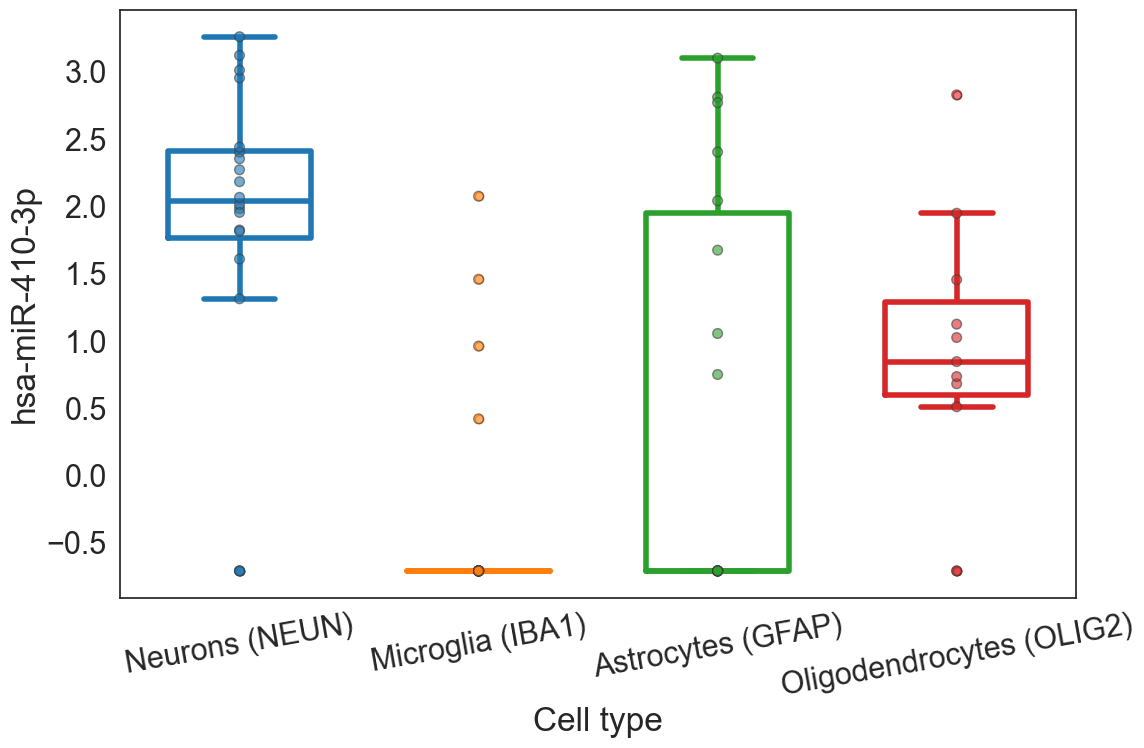 hsa-miR-410-3p
3.0
2.5
2.0
1.5
1.0
0.5
0.0
−0.5
Neurons (NEUN)
Microglia (IBA1)
Astrocytes (GFAP)
Oligodendrocytes (OLIG2)
Cell type